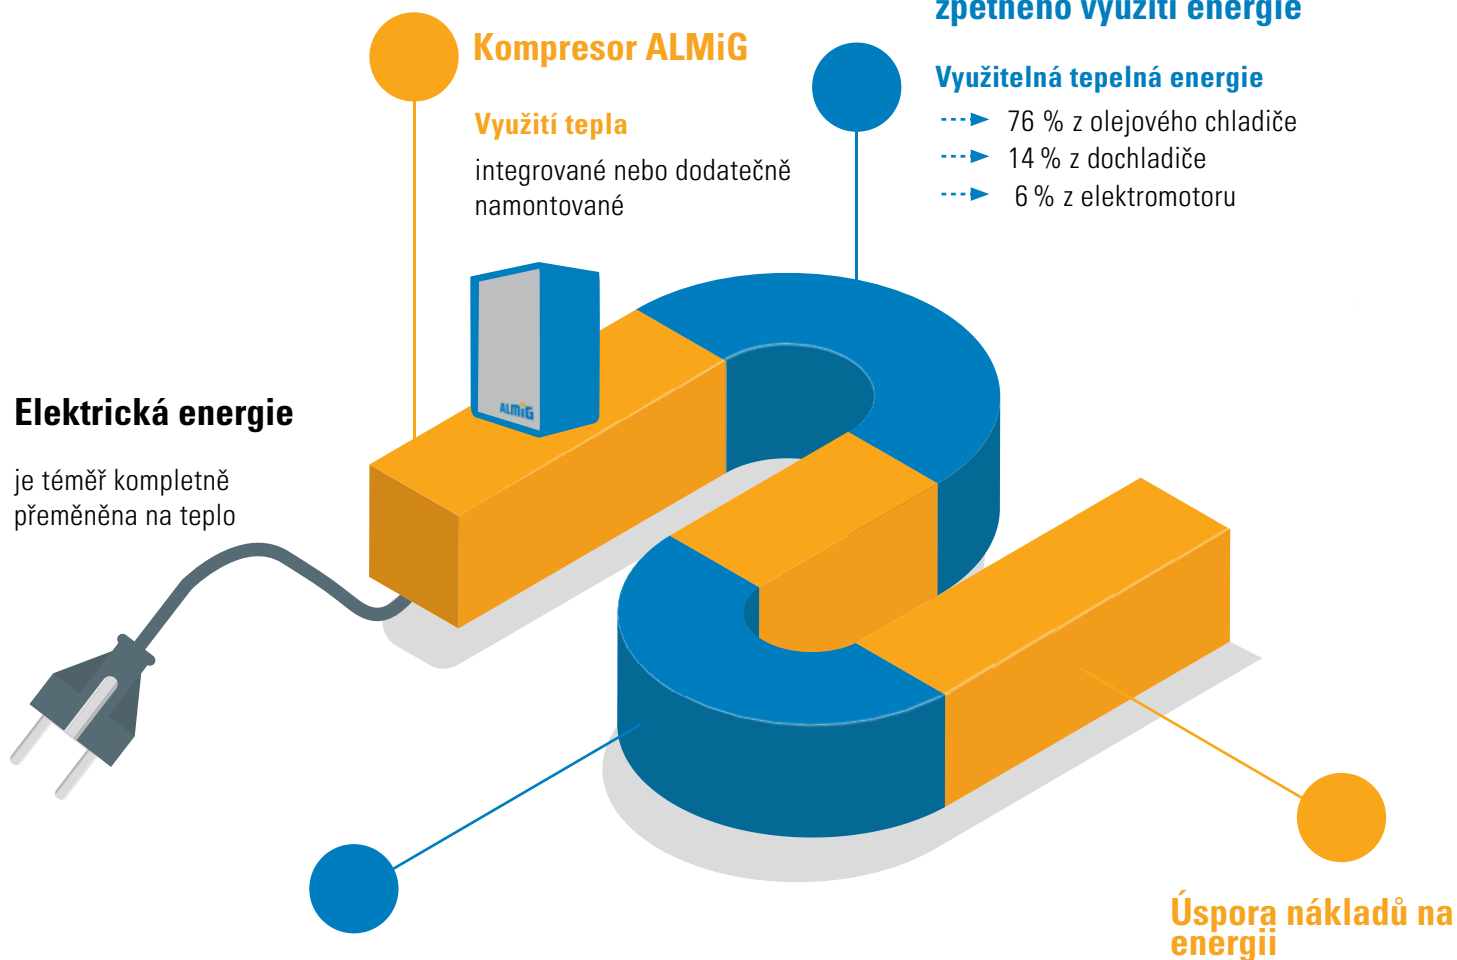 zpětného využití energie
Kompresor ALMiG
Využitelná tepelná energie
76 % z olejového chladiče
14 % z dochladiče
6 % z elektromotoru
Využití tepla
integrované nebo dodatečně
namontované
ALMiG
Elektrická energie
je téměř kompletně
přeměněna na teplo
Úspora nákladů na
energii